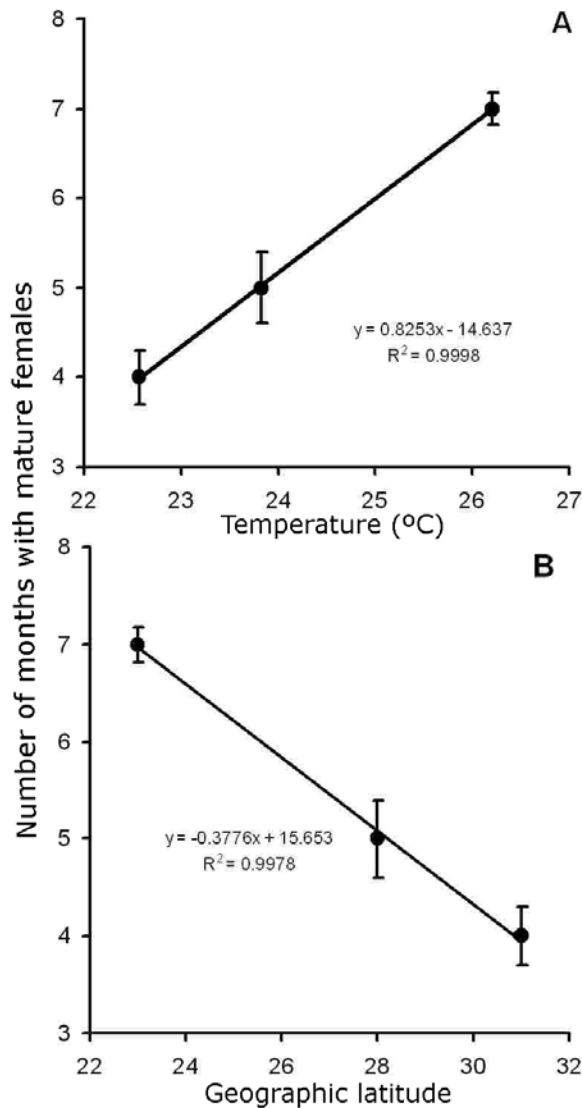 A
8
7
6
5
4
3
22 23 24 25 26 27
Temperature (ºC)
y = 0.8253x - 14.637
R² = 0.9998
Number of months with mature females
B
8
7
6
5
4
3
22 24 26 28 30 32
Geographic latitude
y = -0.3776x + 15.653
R² = 0.9978